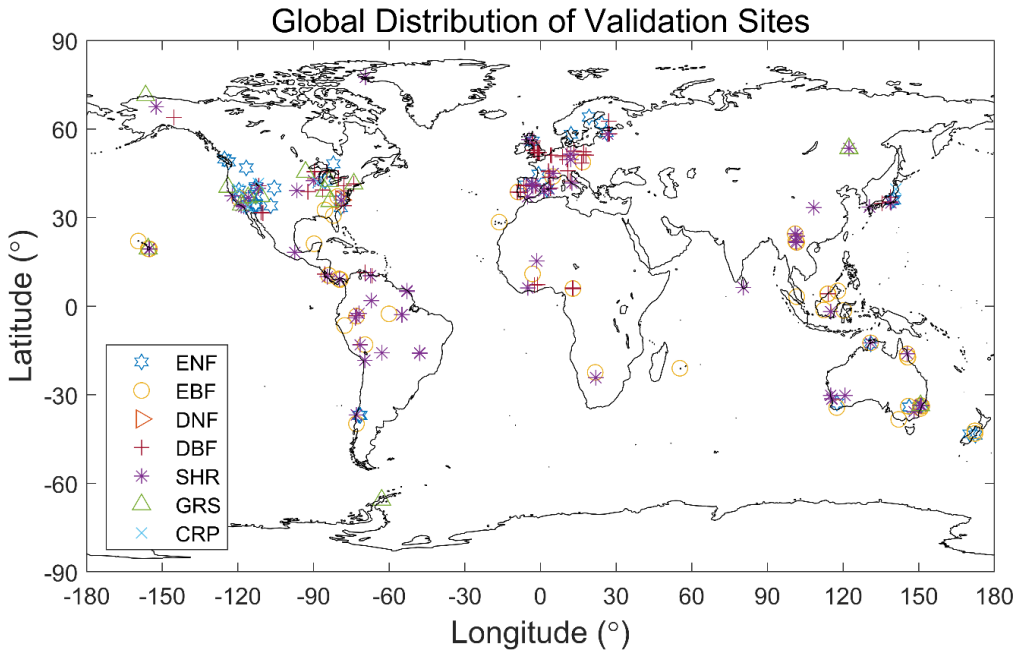 Global Distribution of Validation Sites
90
60
30
0
-30
-60
-90
Latitude (°)
ENF
EBF
DNF
DBF
SHR
GRS
CRP
-180 -150 -120 -90 -60 -30 0 30 60 90 120 150 180
Longitude (°)